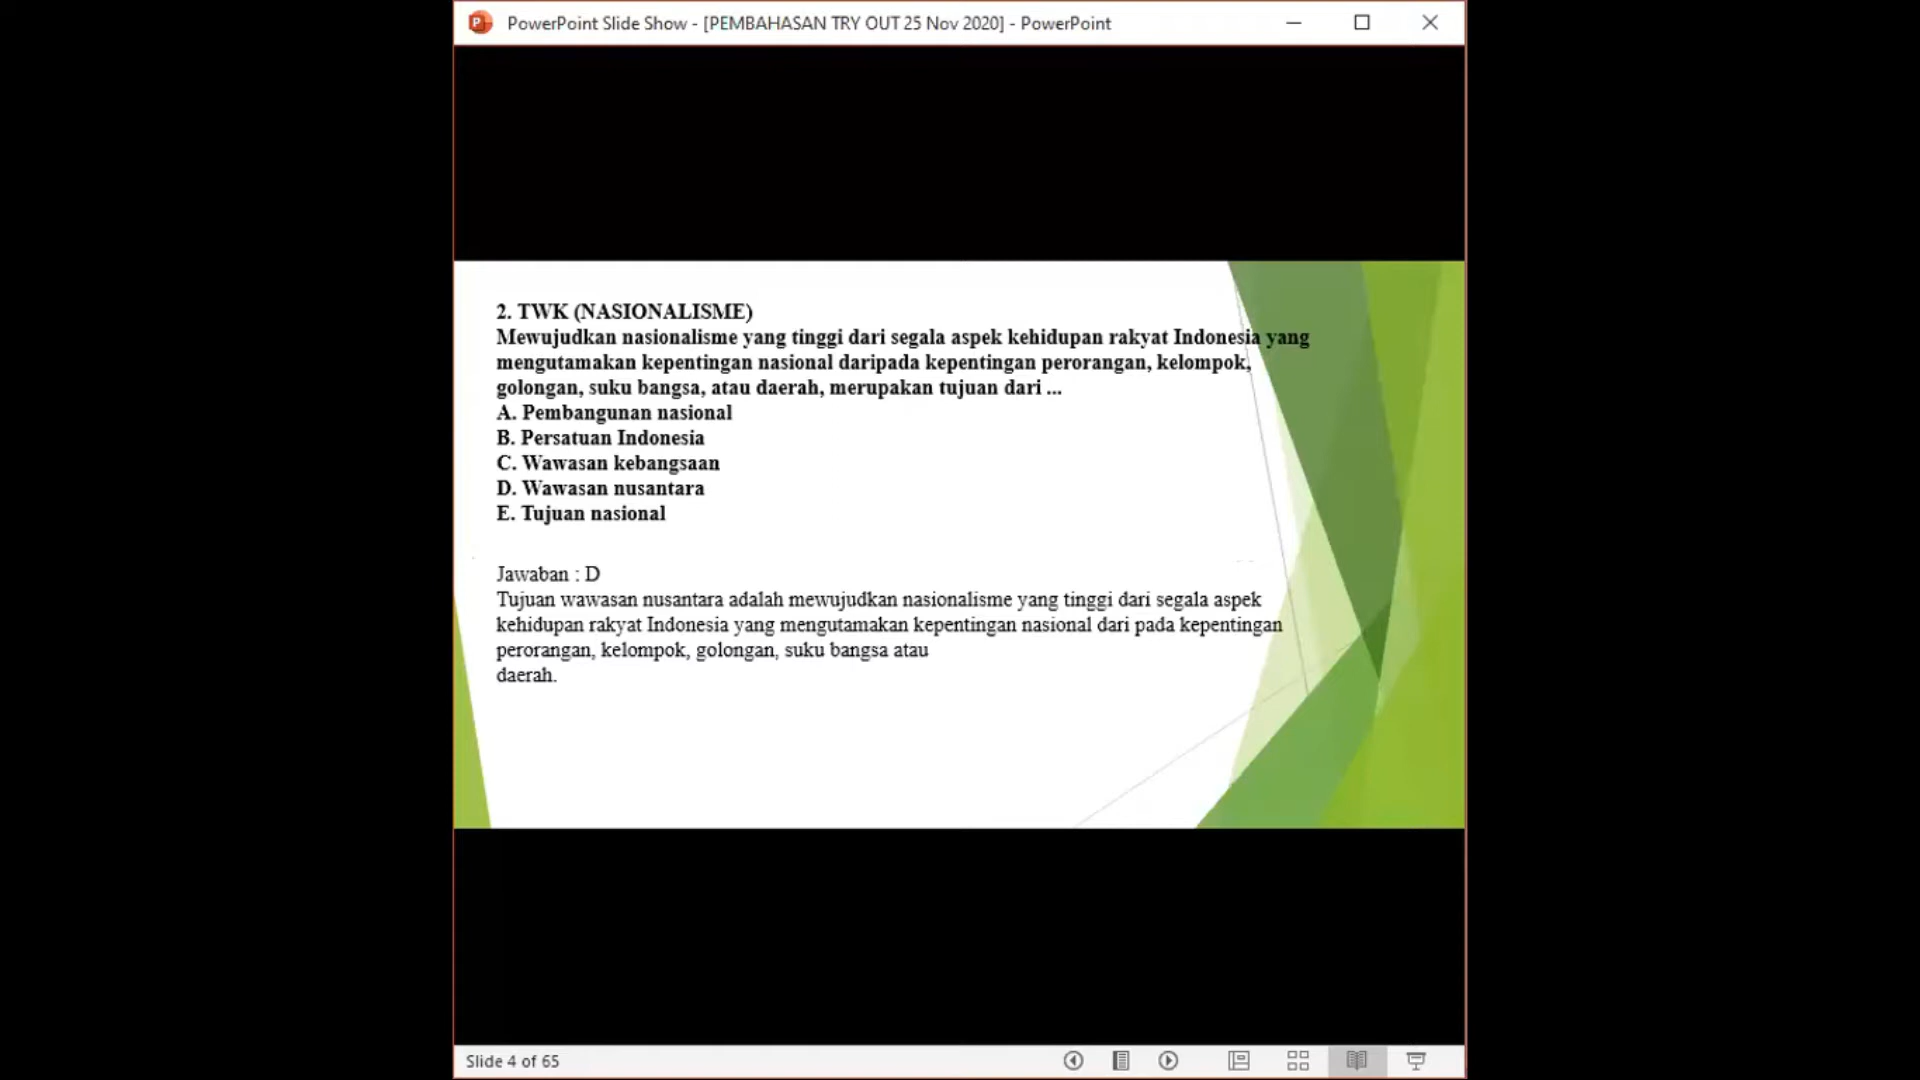 PowerPoint Slide Show - [PEMBAHASAN TRY OUT 25 Nov 2020] - PowerPoint
2. TWK (NASIONALISME)
Mewujudkan nasionalisme yang tinggi dari segala aspek kehidupan rakyat Indonesia yang
mengutamakan kepentingan nasional daripada kepentingan perorangan, kelompok,
golongan, suku bangsa, atau daerah, merupakan tujuan dari ...
A. Pembangunan nasional
B. Persatuan Indonesia
C. Wawasan kebangsaan
D. Wawasan nusantara
E. Tujuan nasional
Jawaban : D
Tujuan wawasan nusantara adalah mewujudkan nasionalisme yang tinggi dari segala aspek
kehidupan rakyat Indonesia yang mengutamakan kepentingan nasional dari pada kepentingan
perorangan, kelompok, golongan, suku bangsa atau
daerah.
Slide 4 of 65